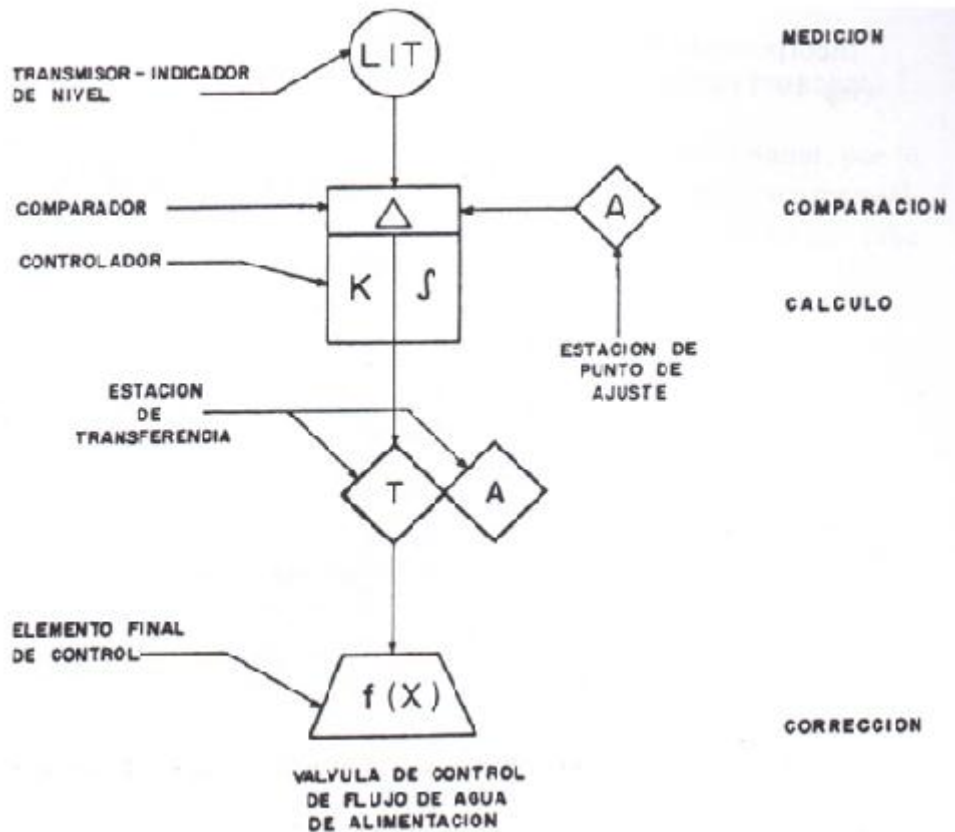 LIT
MEDICION
TRANSMISOR - INDICADOR
DE NIVEL
COMPARADOR
△
A
COMPARACION
CONTROLADOR
K ∫
CALCULO
ESTACION DE
PUNTO DE
AJUSTE
ESTACION
DE
TRANSFERENCIA
T
A
ELEMENTO FINAL
DE CONTROL
f(X)
CORRECCION
VALVULA DE CONTROL
DE FLUJO DE AGUA
DE ALIMENTACION